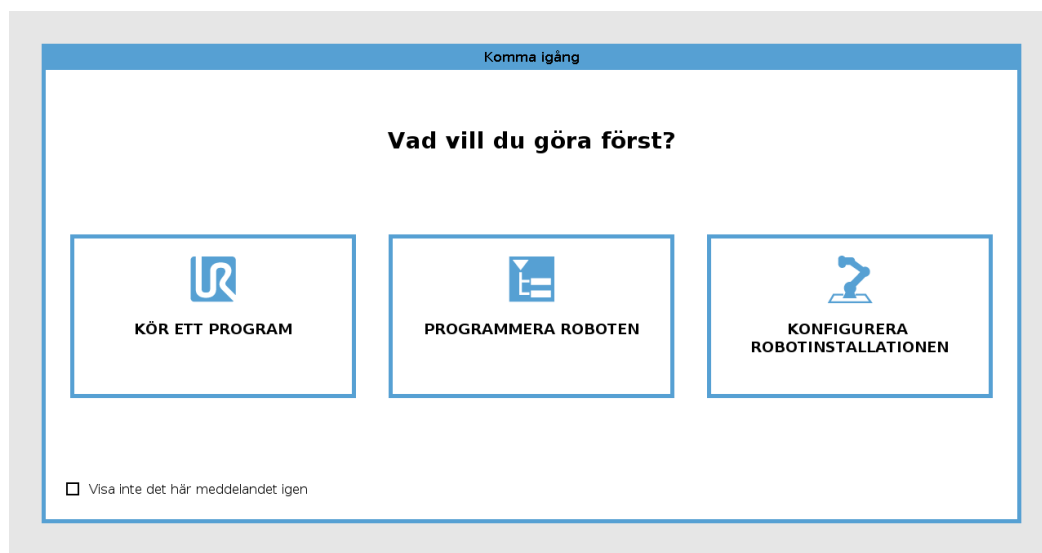 Komma igång
Vad vill du göra först?
KÖR ETT PROGRAM
PROGRAMMERA ROBOTEN
KONFIGURERA
ROBOTINSTALLATIONEN
Visa inte det här meddelandet igen